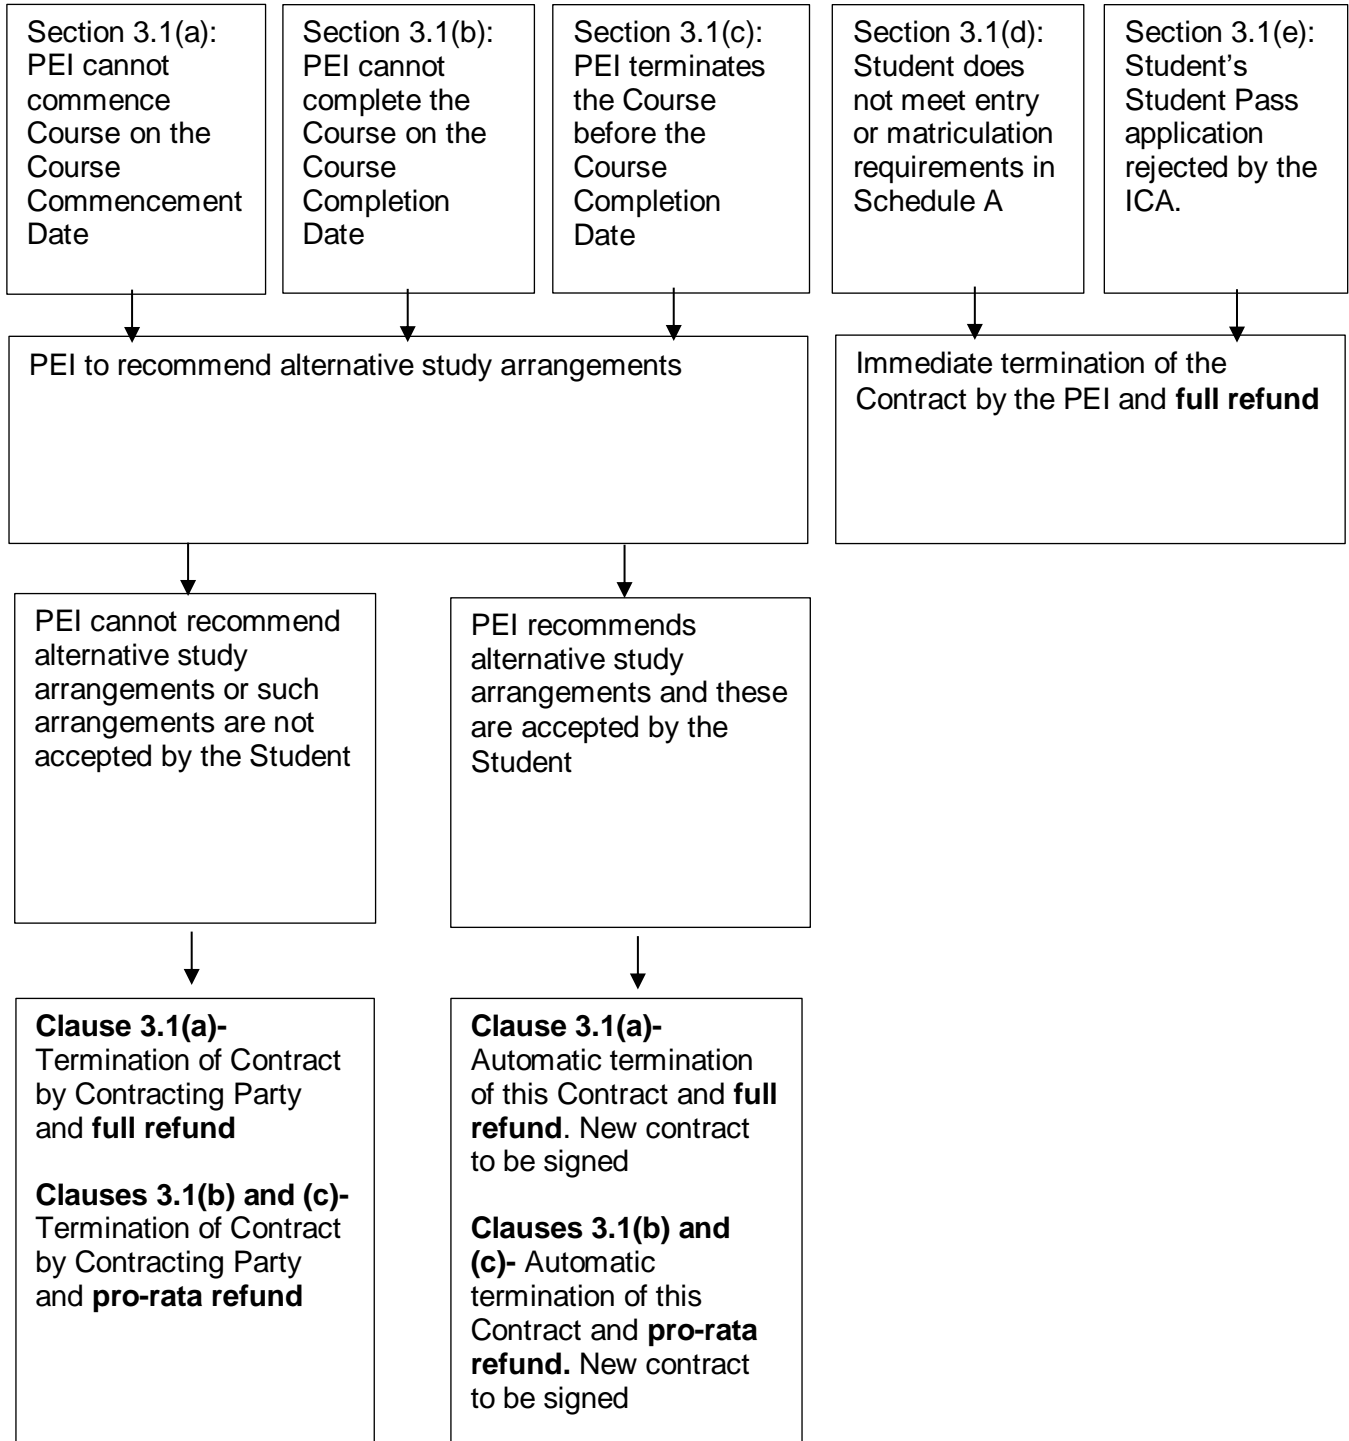 Section 3.1(a):
PEI cannot
commence
Course on the
Course
Commencement
Date
Section 3.1(b):
PEI cannot
complete the
Course on the
Course
Completion
Date
Section 3.1(c):
PEI terminates
the Course
before the
Course
Completion
Date
Section 3.1(d):
Student does
not meet entry
or matriculation
requirements in
Schedule A
Section 3.1(e):
Student’s
Student Pass
application
rejected by the
ICA.
PEI to recommend alternative study arrangements
Immediate termination of the
Contract by the PEI and full refund
PEI cannot recommend
alternative study
arrangements or such
arrangements are not
accepted by the Student
PEI recommends
alternative study
arrangements and these
are accepted by the
Student
Clause 3.1(a)-
Termination of Contract
by Contracting Party
and full refund
Clauses 3.1(b) and (c)-
Termination of Contract
by Contracting Party
and pro-rata refund
Clause 3.1(a)-
Automatic termination
of this Contract and full
refund. New contract
to be signed
Clauses 3.1(b) and
(c)- Automatic
termination of this
Contract and pro-rata
refund. New contract
to be signed